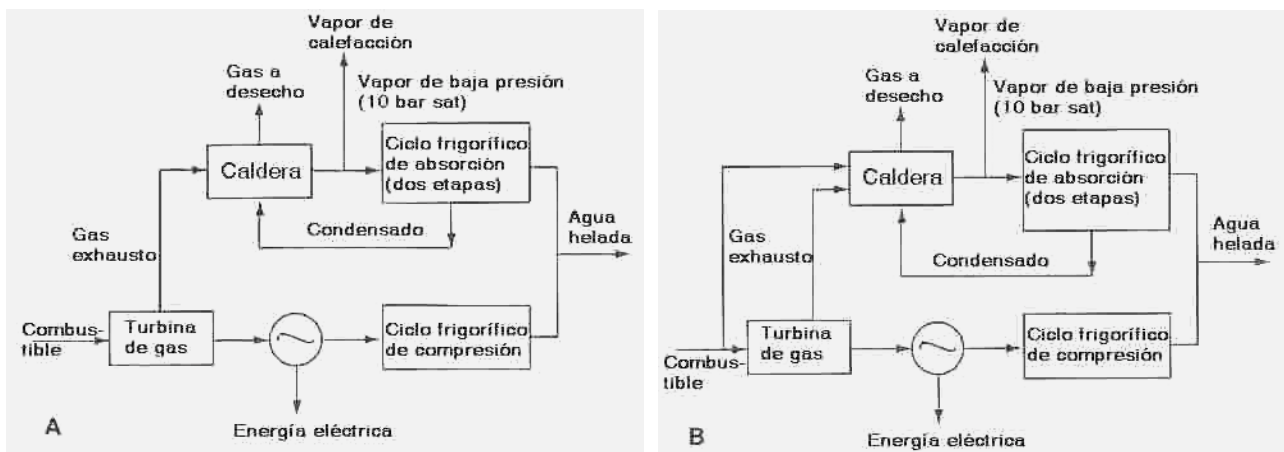 Vapor de
calefacción
Gas a
desecho
Vapor de baja presión
(10 bar sat)
Caldera
Ciclo frigorífico
de absorción
(dos etapas)
Condensado
Gas
exhausto
Agua
helada
Combus-
tible
Turbina
de gas
Ciclo frigorífico
de compresión
Energía eléctrica
A
Vapor de
calefacción
Gas a
desecho
Vapor de baja presión
(10 bar sat)
Caldera
Ciclo frigorífico
de absorción
(dos etapas)
Gas
exhausto
Condensado
Agua
helada
Combus-
tible
Turbina
de gas
Ciclo frigorífico
de compresión
Energía eléctrica
B